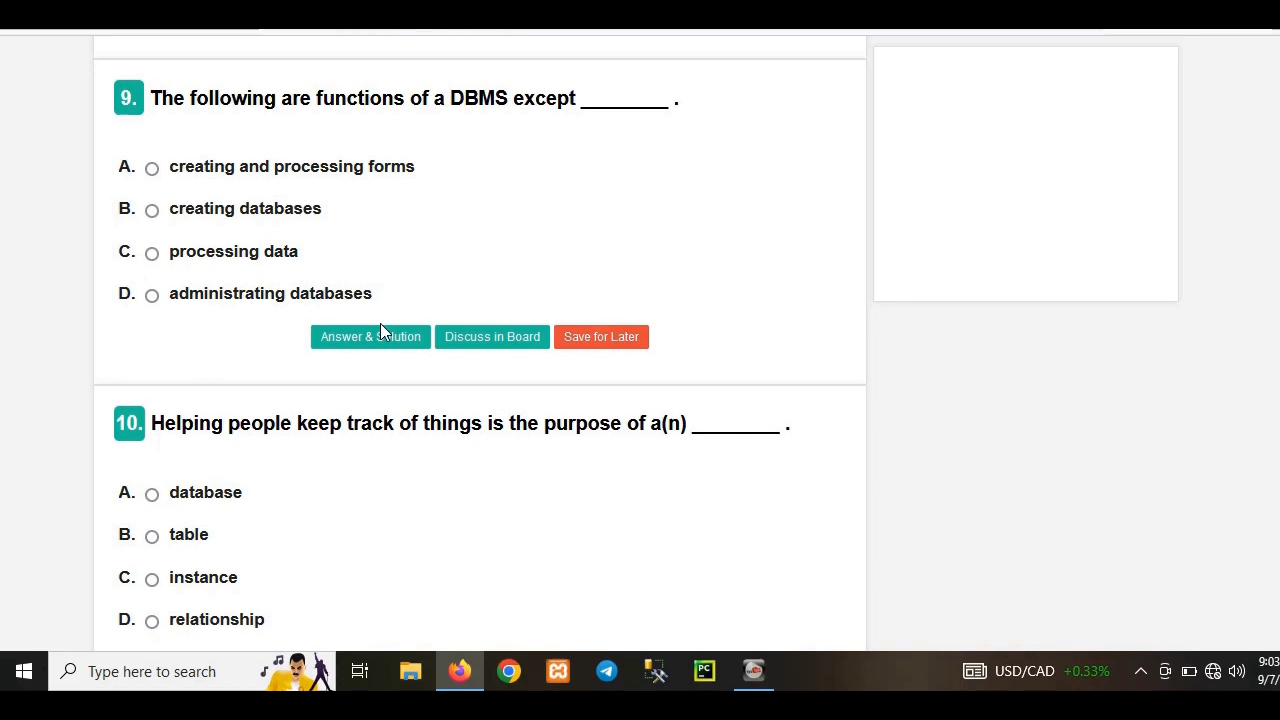 9. The following are functions of a DBMS except ________ .
A. creating and processing forms
B. creating databases
C. processing data
D. administrating databases
Answer & Solution Discuss in Board Save for Later
10. Helping people keep track of things is the purpose of a(n) ________ .
A. database
B. table
C. instance
D. relationship
Type here to search
PC
USD/CAD +0.33%
9:03
9/7/